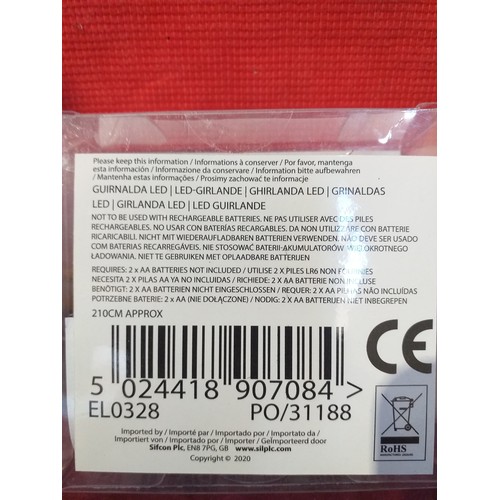 Please keep this information / Informations à conserver / Por favor, mantenga
esta información / Informazione da conservare / Information bitte aufbewahren
/ Mantenha estas informações / Prosimy zachować te informacje
GUIRNALDA LED | LED-GIRLANDE | GHIRLANDA LED | GRINALDAS
LED | GIRLANDA LED | LED GUIRLANDE
NOT TO BE USED WITH RECHARGEABLE BATTERIES. NE PAS UTILISER AVEC DES PILES
RECHARGEABLES. NO USAR CON BATERÍAS RECARGABLES. DA NON UTILIZZARE CON BATTERIE
RICARICABILI. NICHT MIT WIEDERAUFLADBAREN BATTERIEN VERWENDEN. NÃO DEVE SER USADO
COM BATERIAS RECARREGÁVEIS. NIE STOSOWAĆ BATERII-AKUMULATORÓW WIELOKROTNEGO
ŁADOWANIA. NIET TE GEBRUIKEN MET OPLAADBARE BATTERIJEN
REQUIRES: 2 x AA BATTERIES NOT INCLUDED / UTILISE 2 X PILES LR6 NON FOURNIES
NECESITA 2 X PILAS AA YA NO INCLUIDAS / RICHIEDE: 2 X AA BATTERIE NON INCLUSE
BENÖTIGT: 2 X AA BATTERIEN NICHT EINGESCHLOSSEN / REQUER: 2 X AA PILHAS NÃO INCLUÍDAS
POTRZEBNE BATERIE: 2 x AA (NIE DOŁĄCZONE) / NODIG: 2 X AA BATTERIJEN NIET INBEGREPEN
210CM APPROX
CE
5 024418 907084 >
EL0328 PO/31188
Imported by / Importé par / Importado por / Importato da /
Importiert von / Importado por / Importer / Geïmporteerd door
Sifcon Plc, EN8 7PG, GB www.silplc.com
Copyright © 2020
RoHS